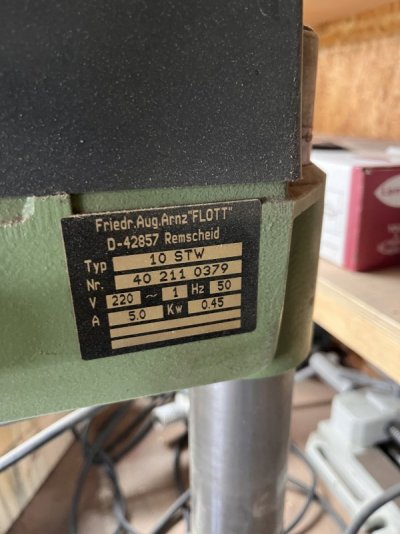 Friedr.Aug.Arnz"FLOTT"
D-42857 Remscheid
Typ 10 STW
Nr. 40 211 0379
V 220 ~ 1 Hz 50
A 5.0 Kw 0.45